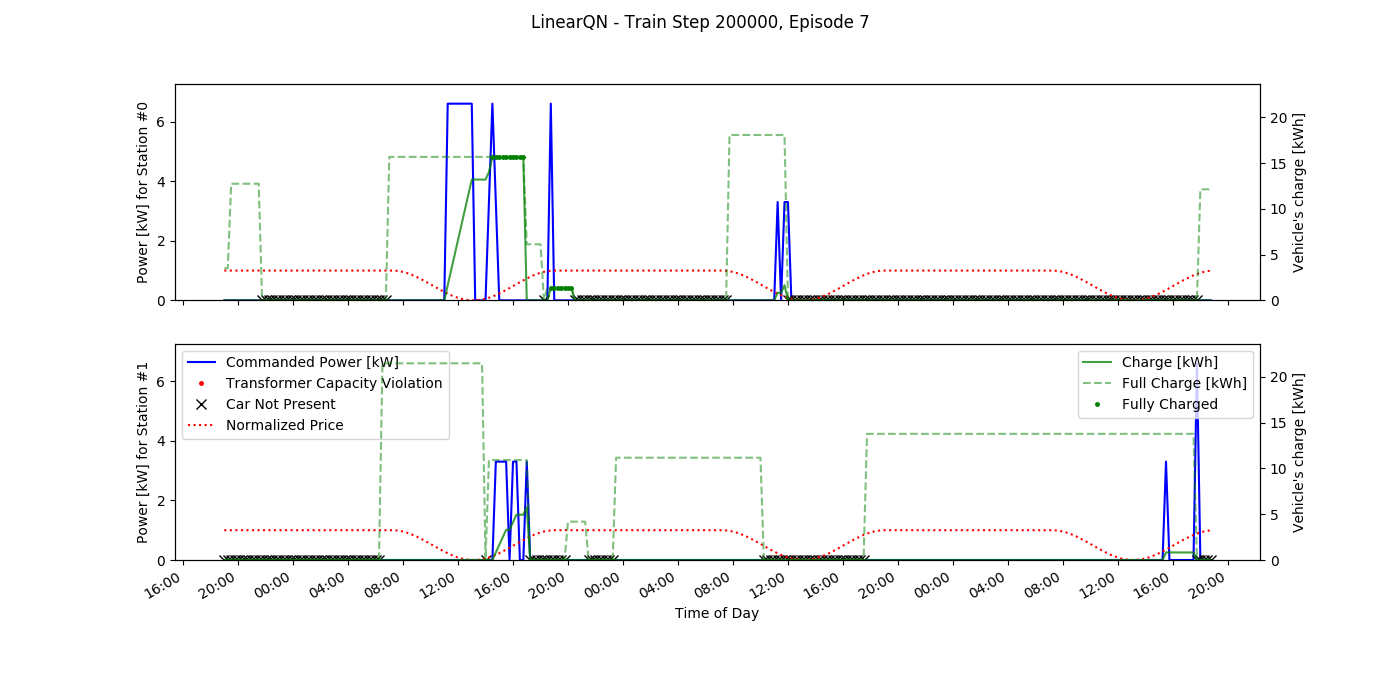 LinearQN - Train Step 200000, Episode 7
Power [kW] for Station #0
6
4
2
0
20
15
10
5
0
Vehicle's charge [kWh]
Power [kW] for Station #1
6
4
2
0
Commanded Power [kW]
Transformer Capacity Violation
Car Not Present
Normalized Price
Charge [kWh]
Full Charge [kWh]
Fully Charged
20
15
10
5
0
Vehicle's charge [kWh]
16:00 20:00 00:00 04:00 08:00 12:00 16:00 20:00 00:00 04:00 08:00 12:00 16:00 20:00 00:00 04:00 08:00 12:00 16:00 20:00
Time of Day